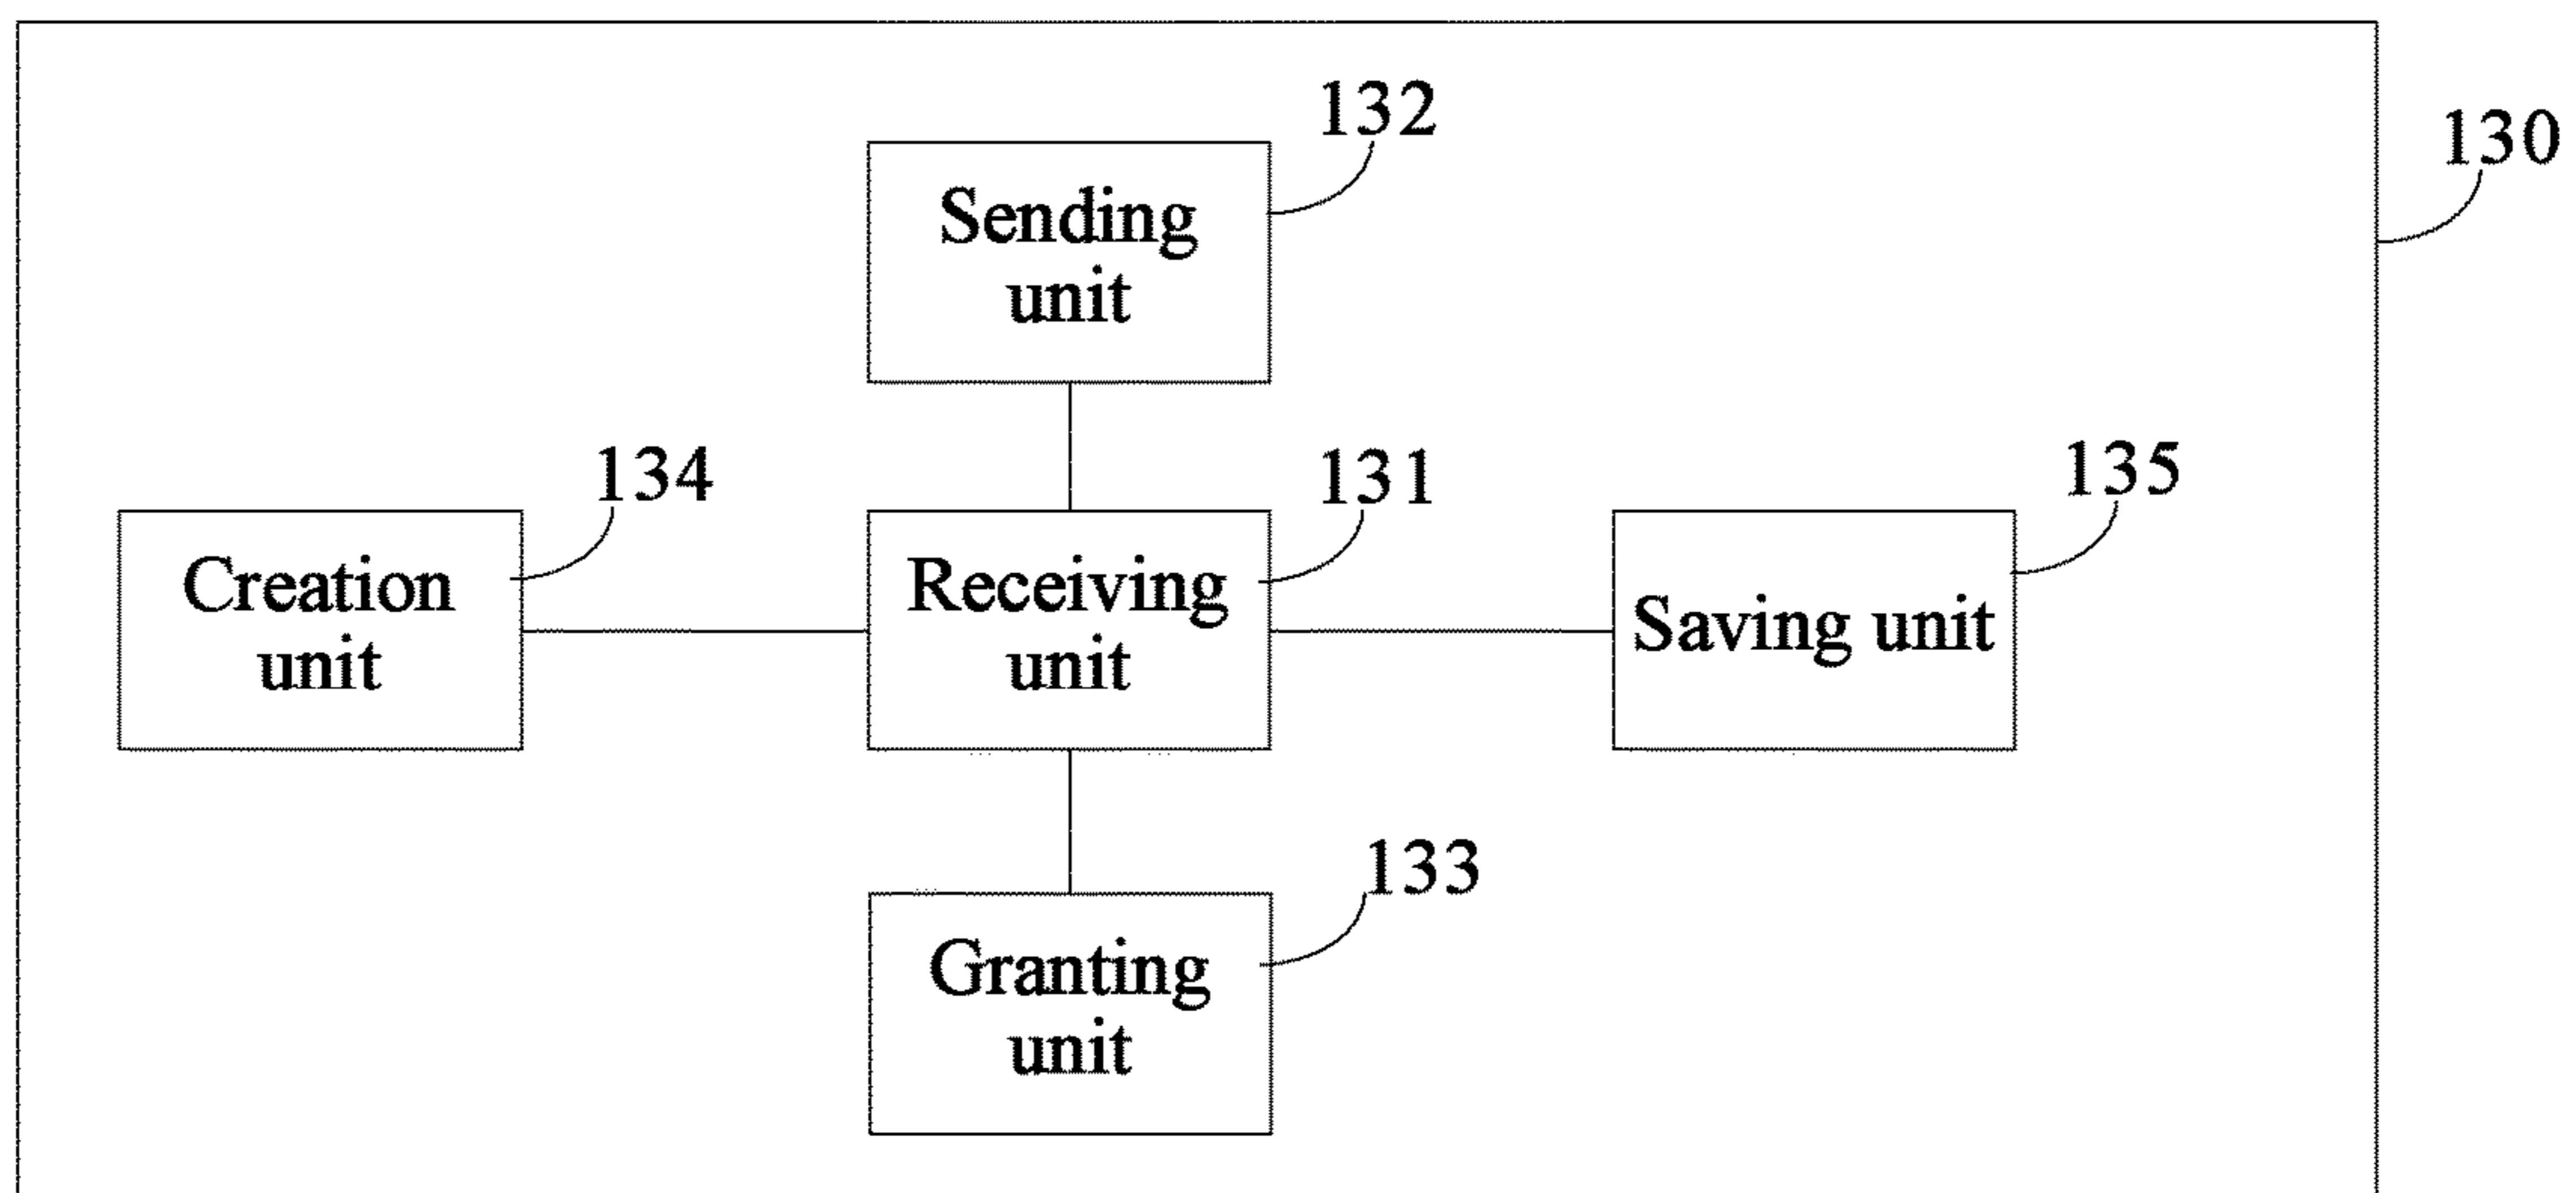 132
130
Sending
unit
134
131
135
Creation
unit
Receiving
unit
Saving unit
133
Granting
unit